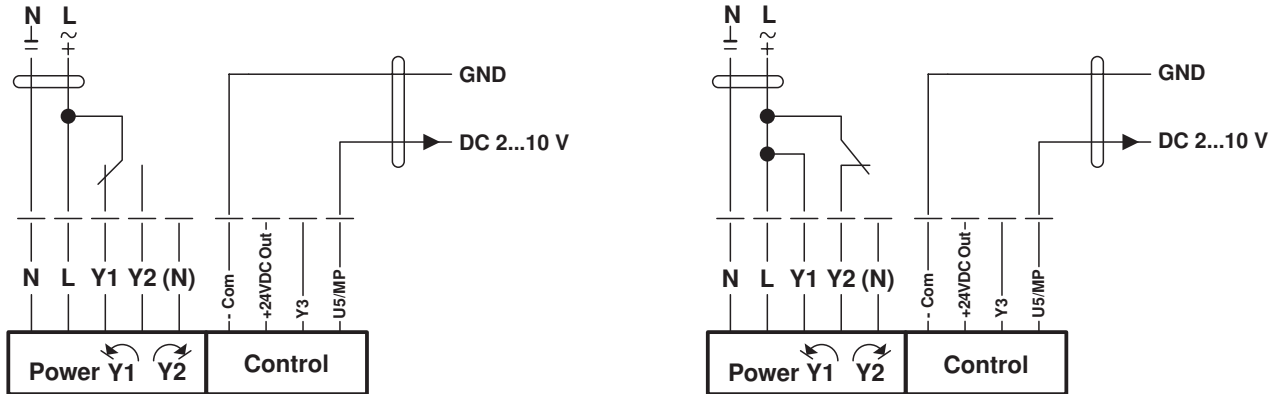 N L
GND
DC 2...10 V
N L Y1 Y2 (N)
- Com
+24VDC Out
Y3
U5/MP
Power Y1 Y2
Control
N L
GND
DC 2...10 V
N L Y1 Y2 (N)
- Com
+24VDC Out
Y3
U5/MP
Power Y1 Y2
Control